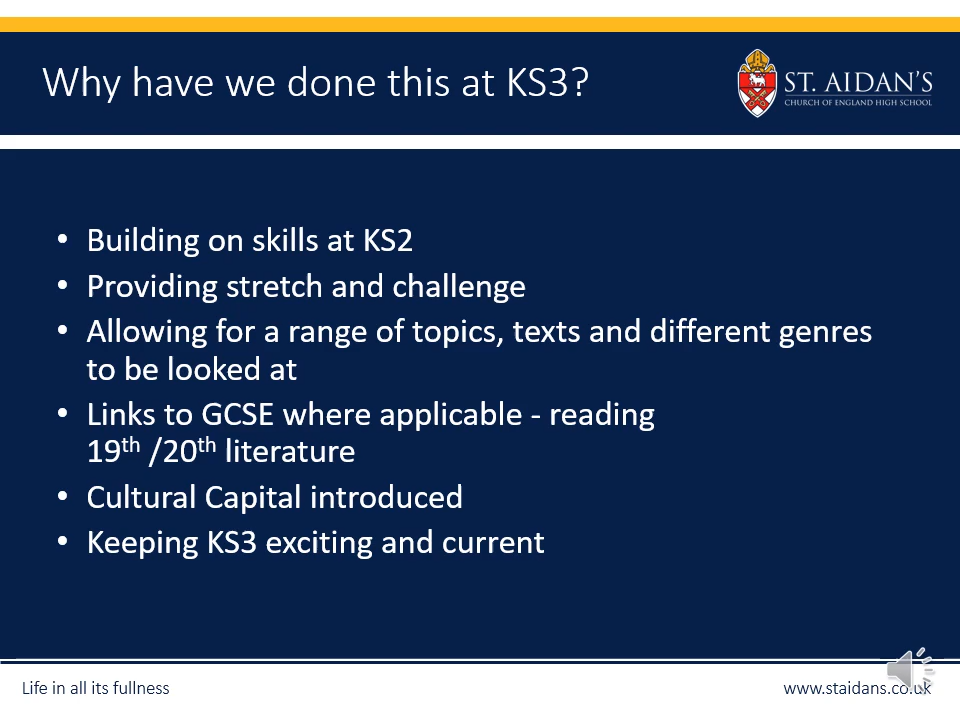 Why have we done this at KS3?
ST. AIDAN'S
CHURCH OF ENGLAND HIGH SCHOOL
• Building on skills at KS2
• Providing stretch and challenge
• Allowing for a range of topics, texts and different genres
to be looked at
• Links to GCSE where applicable - reading
19th /20th literature
• Cultural Capital introduced
• Keeping KS3 exciting and current
Life in all its fullness
www.staidans.co.uk